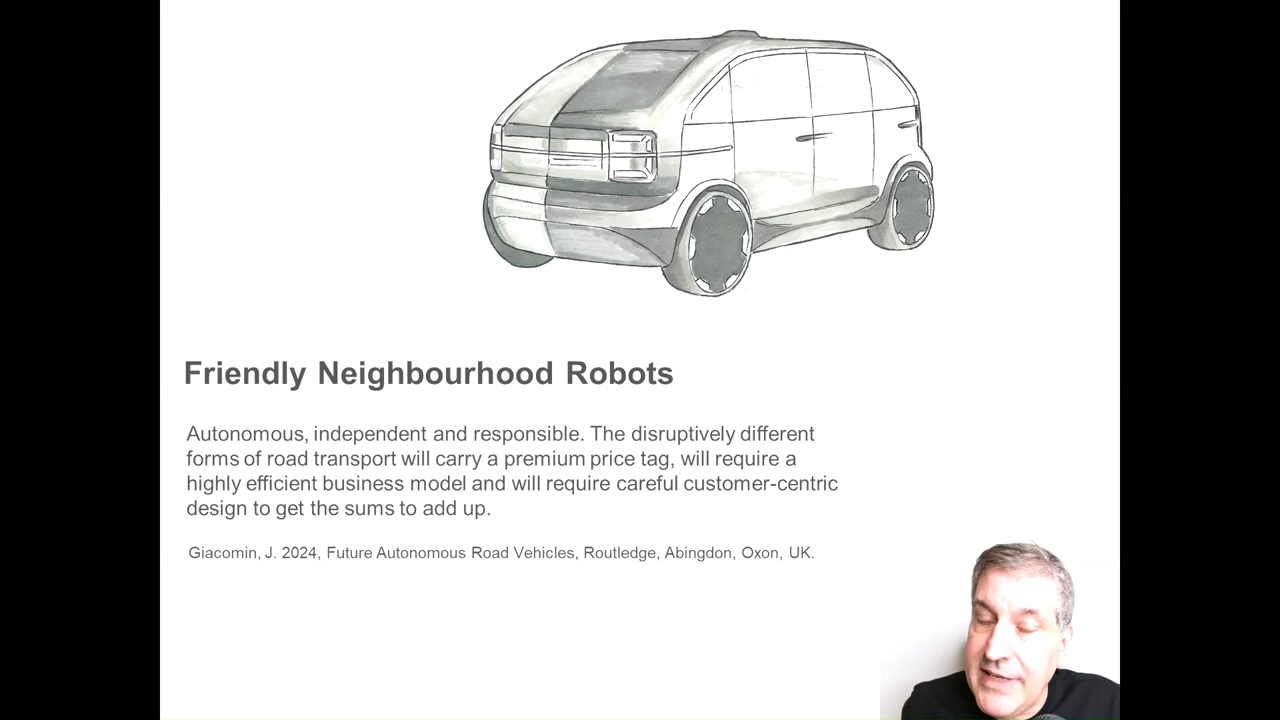 Friendly Neighbourhood Robots
Autonomous, independent and responsible. The disruptively different
forms of road transport will carry a premium price tag, will require a
highly efficient business model and will require careful customer-centric
design to get the sums to add up.
Giacomin, J. 2024, Future Autonomous Road Vehicles, Routledge, Abingdon, Oxon, UK.